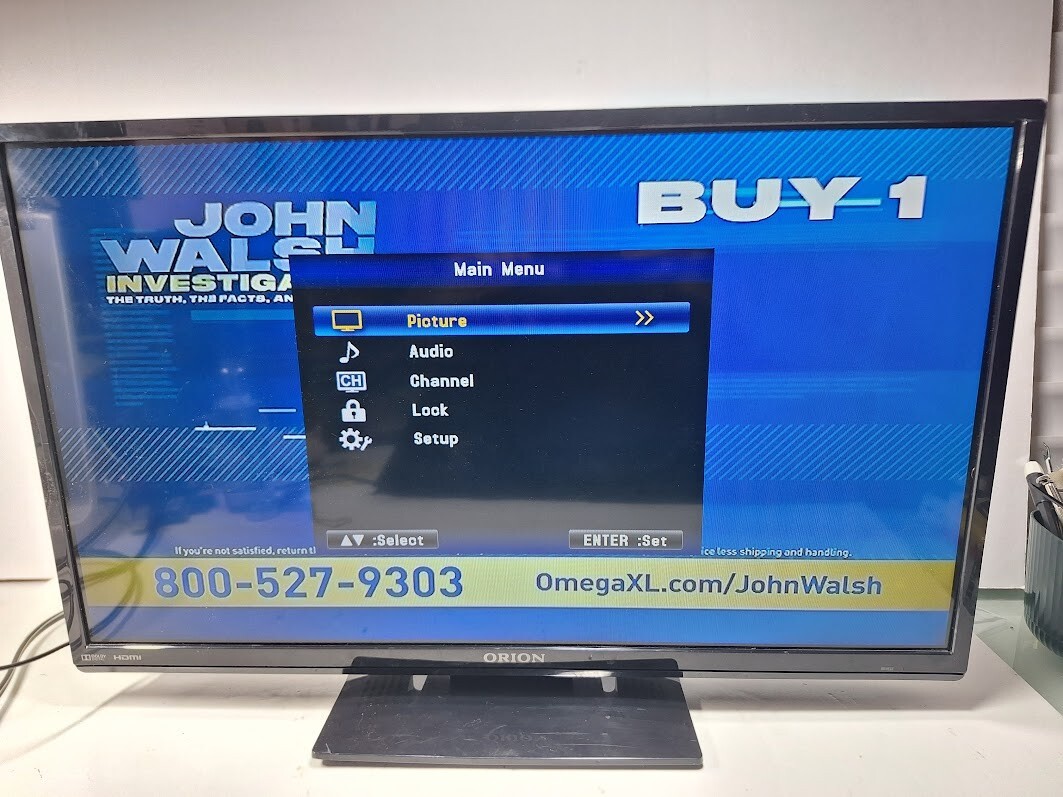 JOHN
WALSH
INVESTIGA
THE TRUTH, THE FACTS, AN
BUY 1
Main Menu
Picture >>
Audio
CH Channel
Lock
Setup
▲▼ :Select
ENTER :Set
If you're not satisfied, return t
ice less shipping and handling.
800-527-9303
OmegaXL.com/JohnWalsh
DOLBY
HDMI
ORION